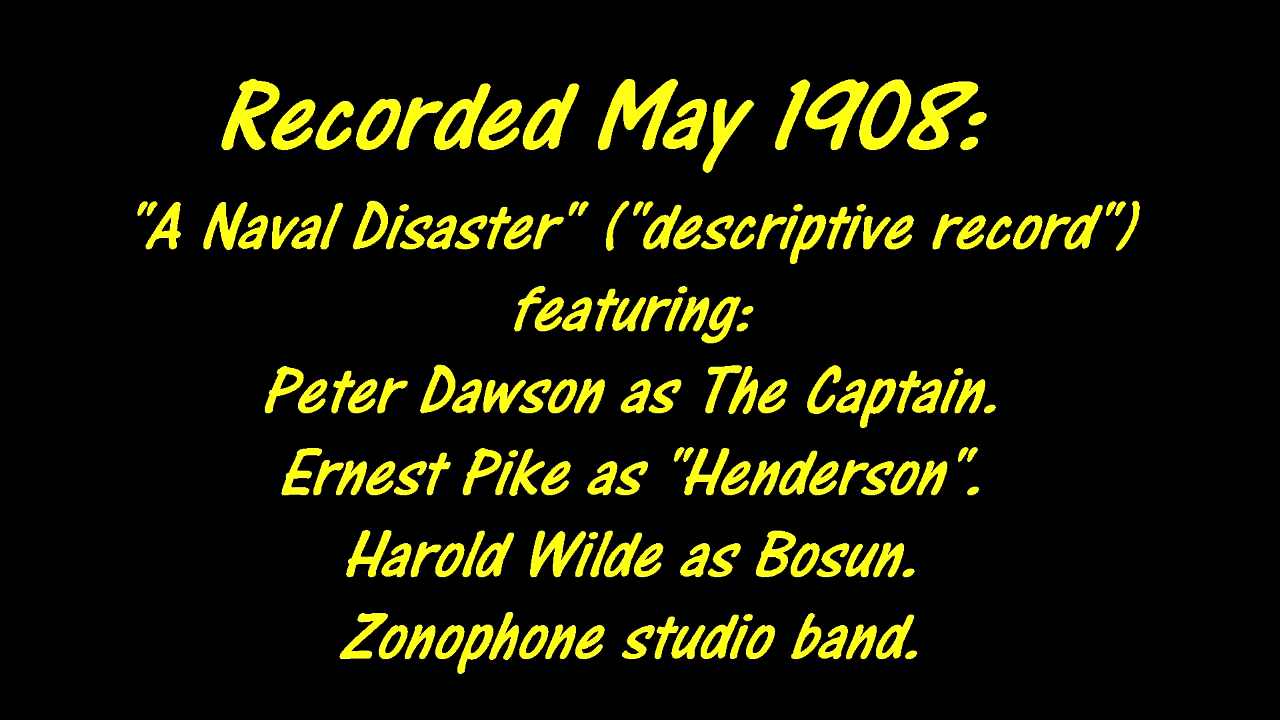 Recorded May 1908:
"A Naval Disaster" ("descriptive record")
featuring:
Peter Dawson as The Captain.
Ernest Pike as "Henderson".
Harold Wilde as Bosun.
Zonophone studio band.